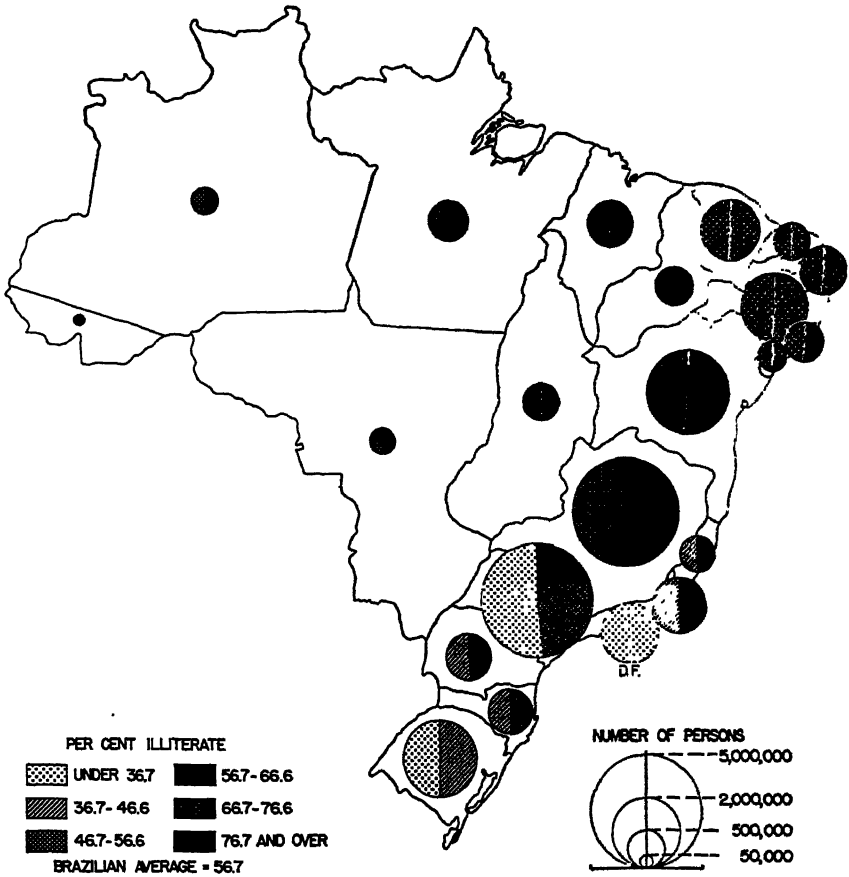 D.F.
PER CENT ILLITERATE
UNDER 36.7
56.7-66.6
36.7-46.6
66.7-76.6
46.7-56.6
76.7 AND OVER
BRAZILIAN AVERAGE = 56.7
NUMBER OF PERSONS
5,000,000
2,000,000
500,000
50,000